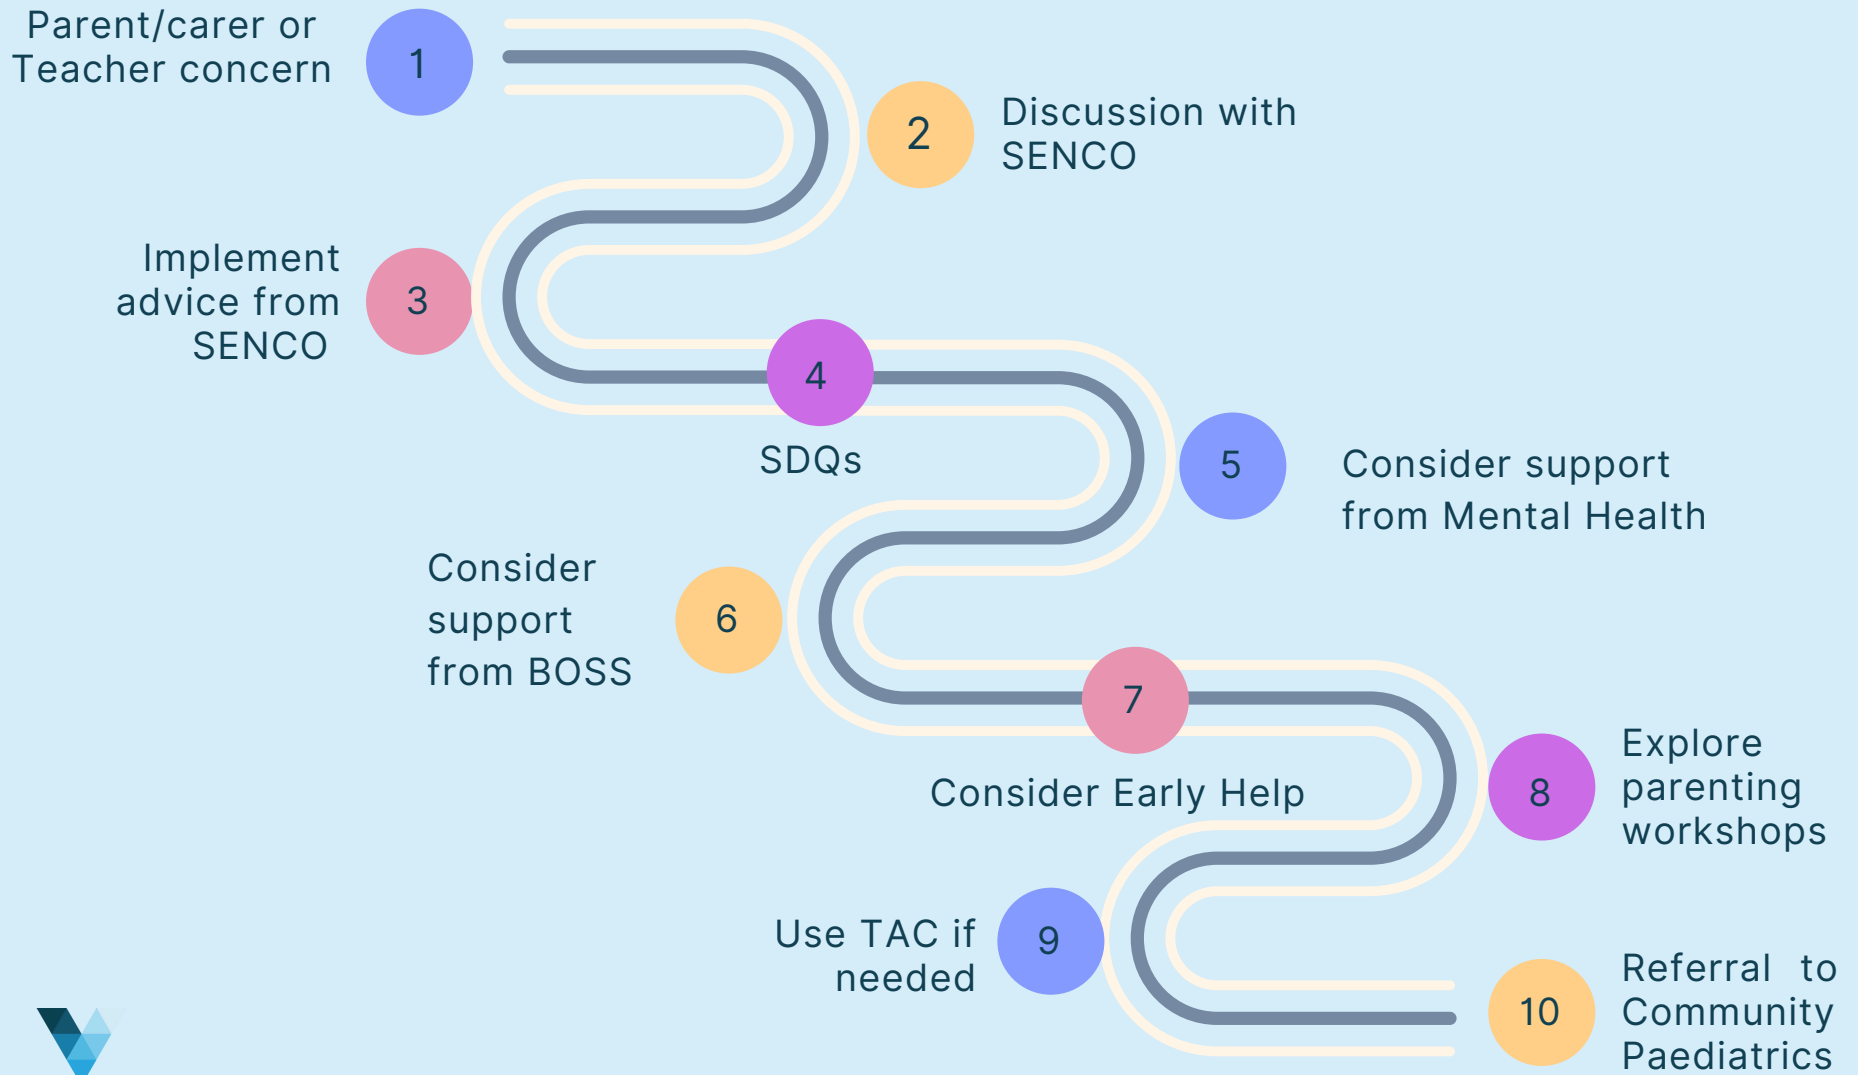 Parent/carer or
Teacher concern
1
2
Discussion with
SENCO
Implement
advice from
SENCO
3
4
SDQs
5
Consider support
from Mental Health
Consider
support
from BOSS
6
7
Consider Early Help
8
Explore
parenting
workshops
Use TAC if
needed
9
10
Referral to
Community
Paediatrics